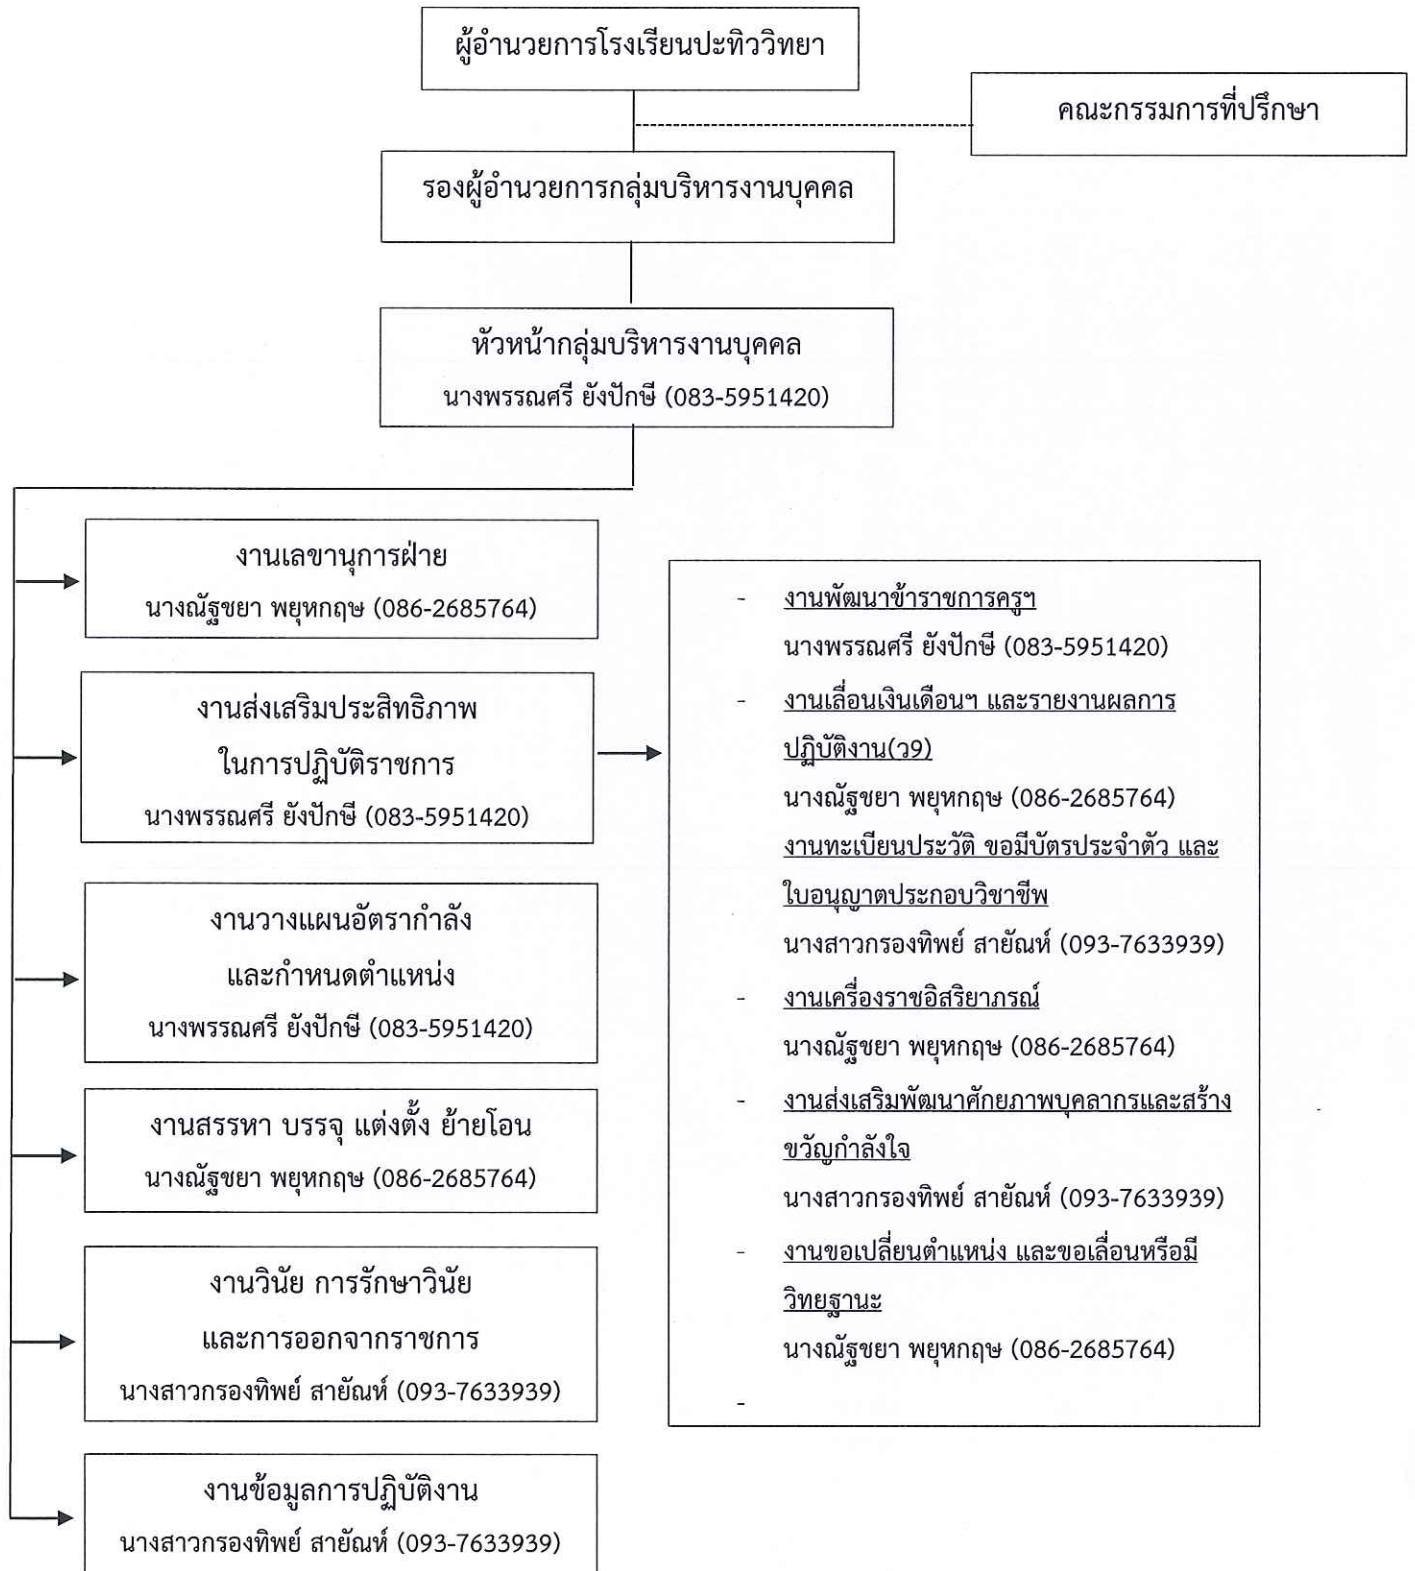 ผู้อำนวยการโรงเรียนปะทิววิทยา
คณะกรรมการที่ปรึกษา
รองผู้อำนวยการกลุ่มบริหารงานบุคคล
หัวหน้ากลุ่มบริหารงานบุคคล
นางพรรณศรี ยังปักษี (083-5951420)
งานเลขานุการฝ่าย
นางณัฐชยา พยุหกฤษ (086-2685764)
งานส่งเสริมประสิทธิภาพ
ในการปฏิบัติราชการ
นางพรรณศรี ยังปักษี (083-5951420)
งานวางแผนอัตรากำลัง
และกำหนดตำแหน่ง
นางพรรณศรี ยังปักษี (083-5951420)
งานสรรหา บรรจุ แต่งตั้ง ย้ายโอน
นางณัฐชยา พยุหกฤษ (086-2685764)
งานวินัย การรักษาวินัย
และการออกจากราชการ
นางสาวกรองทิพย์ สายัณห์ (093-7633939)
งานข้อมูลการปฏิบัติงาน
นางสาวกรองทิพย์ สายัณห์ (093-7633939)
- งานพัฒนาข้าราชการครูฯ
นางพรรณศรี ยังปักษี (083-5951420)
- งานเลื่อนเงินเดือนฯ และรายงานผลการ
ปฏิบัติงาน(ว9)
นางณัฐชยา พยุหกฤษ (086-2685764)
งานทะเบียนประวัติ ขอมีบัตรประจำตัว และ
ใบอนุญาตประกอบวิชาชีพ
นางสาวกรองทิพย์ สายัณห์ (093-7633939)
- งานเครื่องราชอิสริยาภรณ์
นางณัฐชยา พยุหกฤษ (086-2685764)
- งานส่งเสริมพัฒนาศักยภาพบุคลากรและสร้าง
ขวัญกำลังใจ
นางสาวกรองทิพย์ สายัณห์ (093-7633939)
- งานขอเปลี่ยนตำแหน่ง และขอเลื่อนหรือมี
วิทยฐานะ
นางณัฐชยา พยุหกฤษ (086-2685764)
-